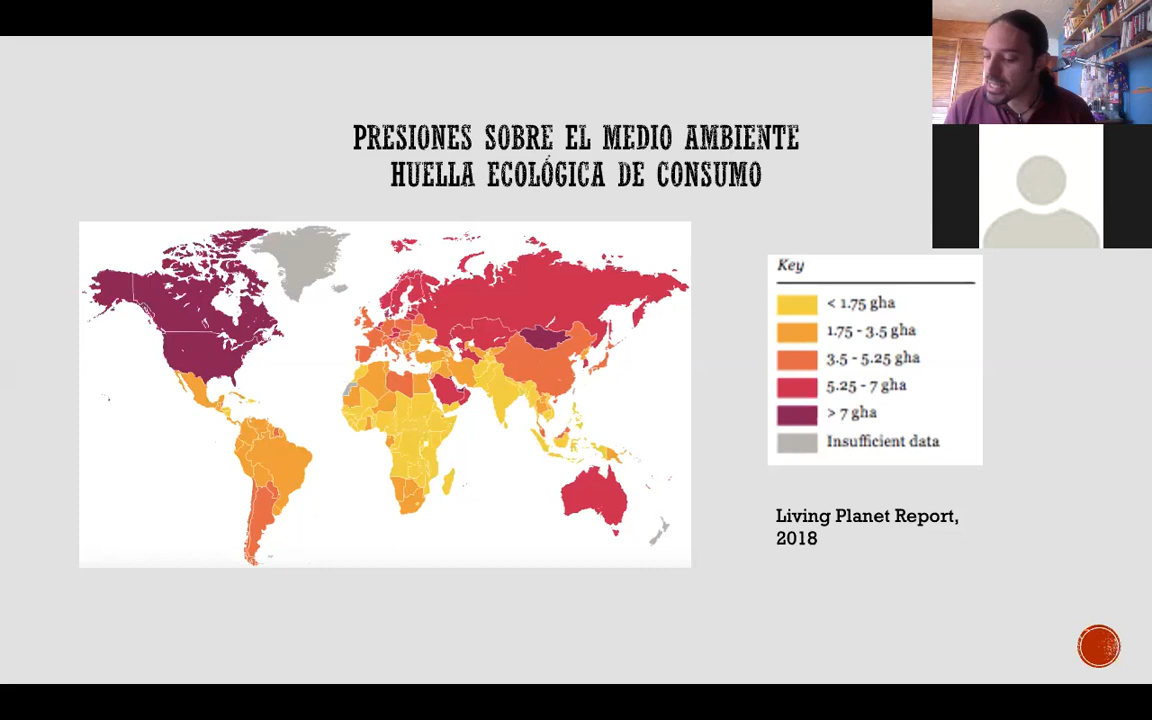 PRESIONES SOBRE EL MEDIO AMBIENTE
HUELLA ECOLÓGICA DE CONSUMO
Key
< 1.75 gha
1.75 - 3.5 gha
3.5 - 5.25 gha
5.25 - 7 gha
> 7 gha
Insufficient data
Living Planet Report,
2018